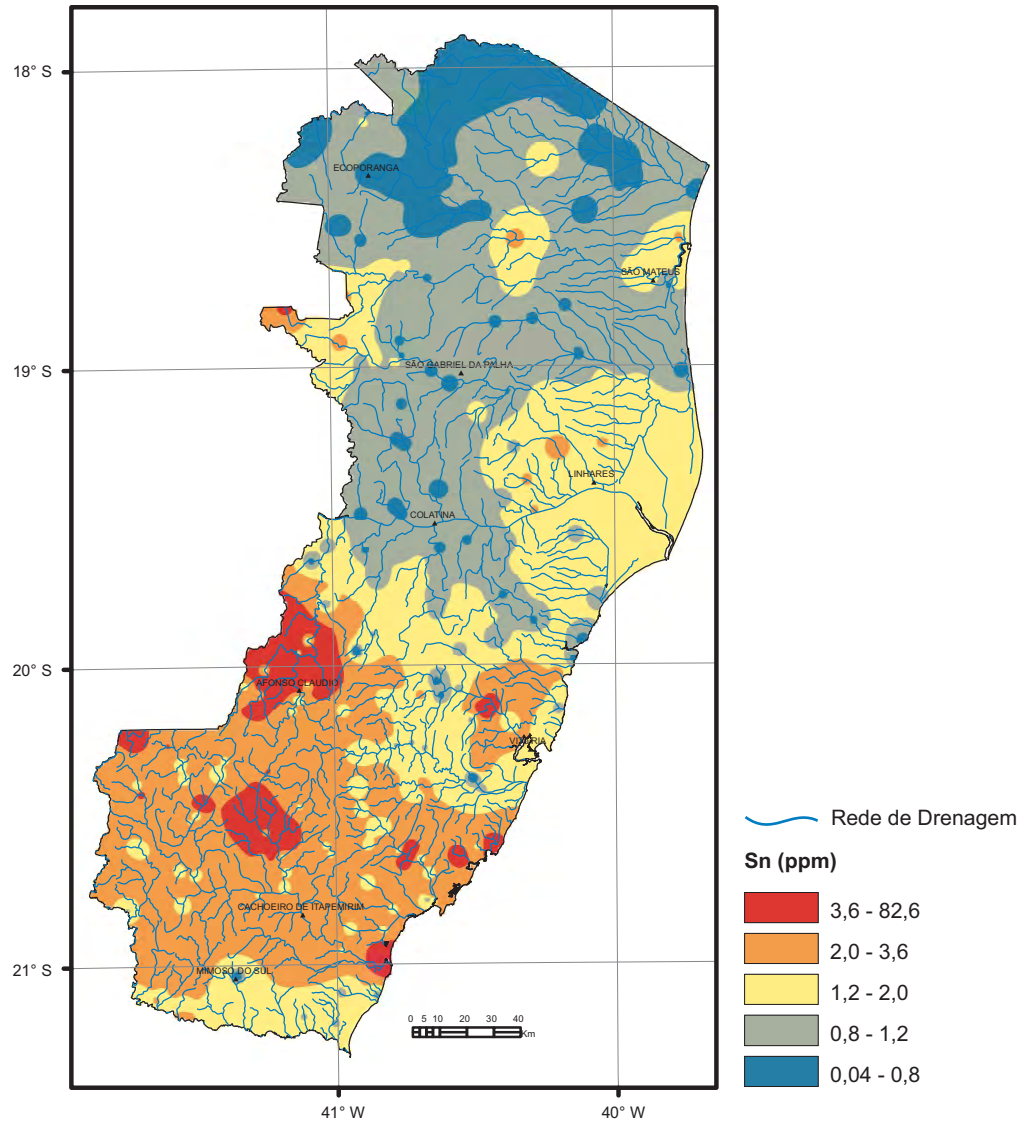 18° S
ECOPORANGA
SÃO MATEUS
19° S
SÃO GABRIEL DA PALHA
LINHARES
COLATINA
20° S
AFONSO CLAUDIO
VITÓRIA
Rede de Drenagem
Sn (ppm)
3,6 - 82,6
2,0 - 3,6
1,2 - 2,0
0,8 - 1,2
0,04 - 0,8
CACHOEIRO DE ITAPEMIRIM
21° S
MIMOSO DO SUL
0 5 10 20 30 40
Km
41° W
40° W